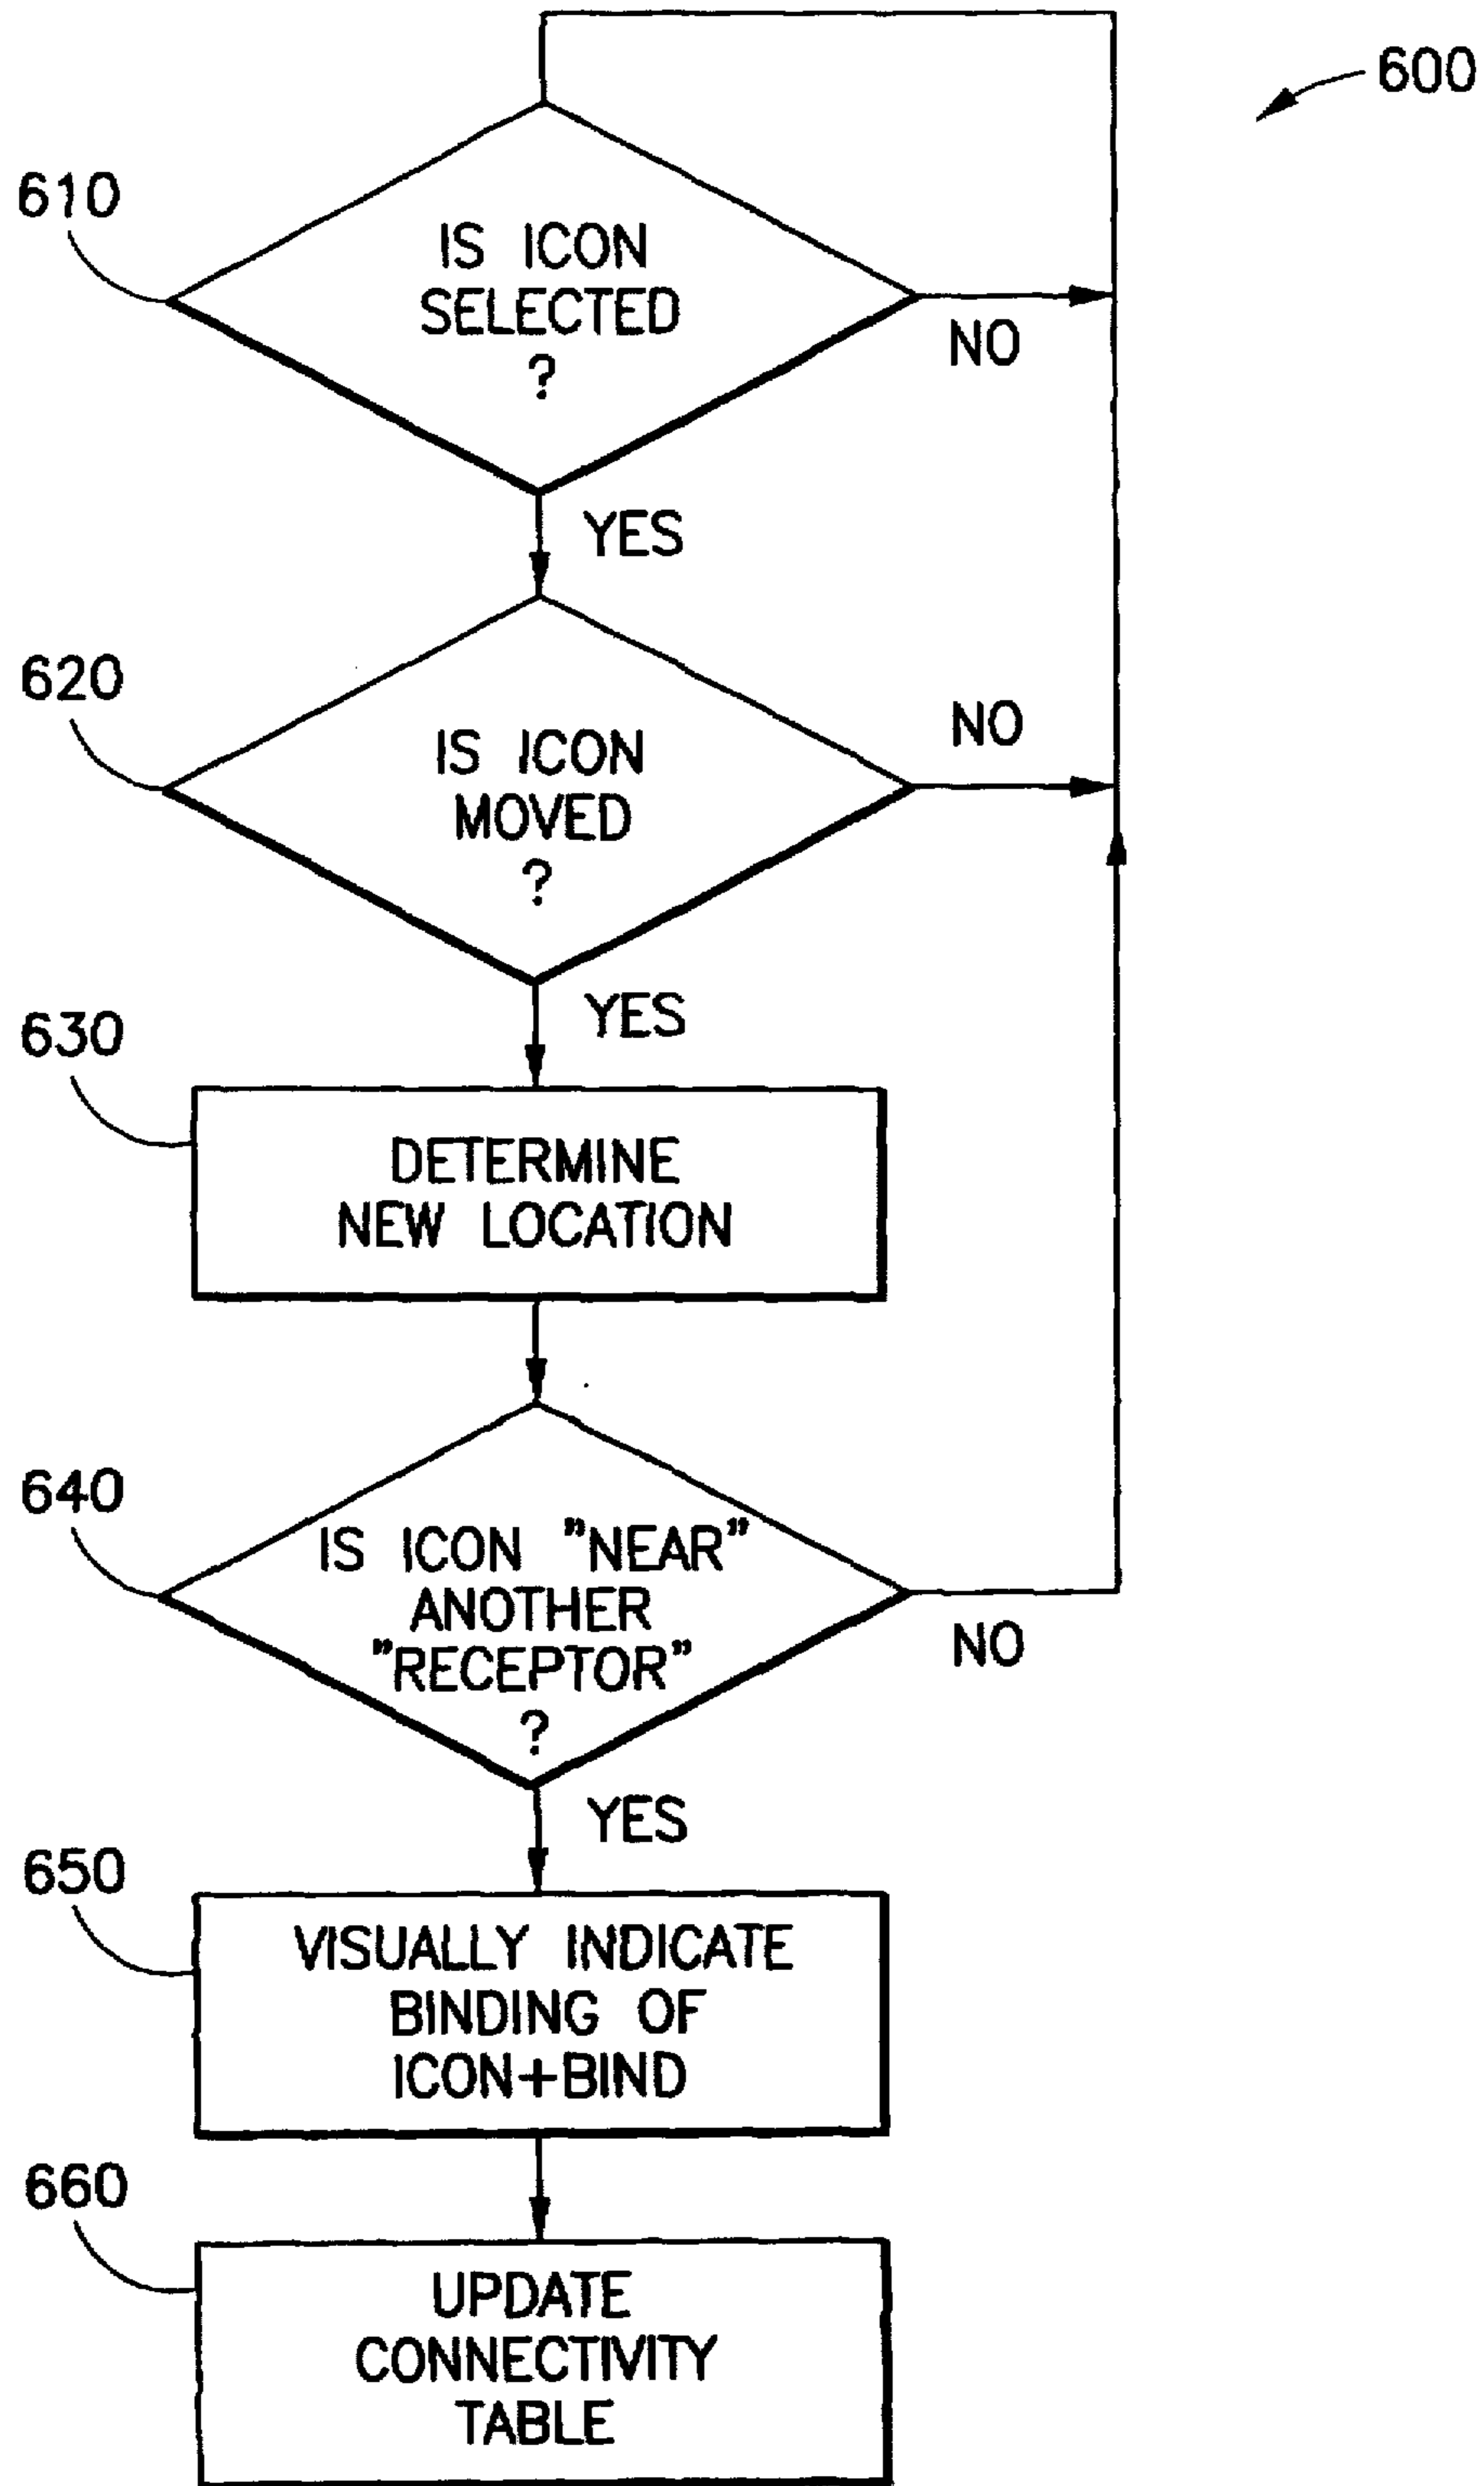 600
610
IS ICON
SELECTED
?
NO
YES
620
IS ICON
MOVED
?
NO
YES
630
DETERMINE
NEW LOCATION
640
IS ICON "NEAR"
ANOTHER
"RECEPTOR"
?
NO
YES
650
VISUALLY INDICATE
BINDING OF
ICON+BIND
660
UPDATE
CONNECTIVITY
TABLE